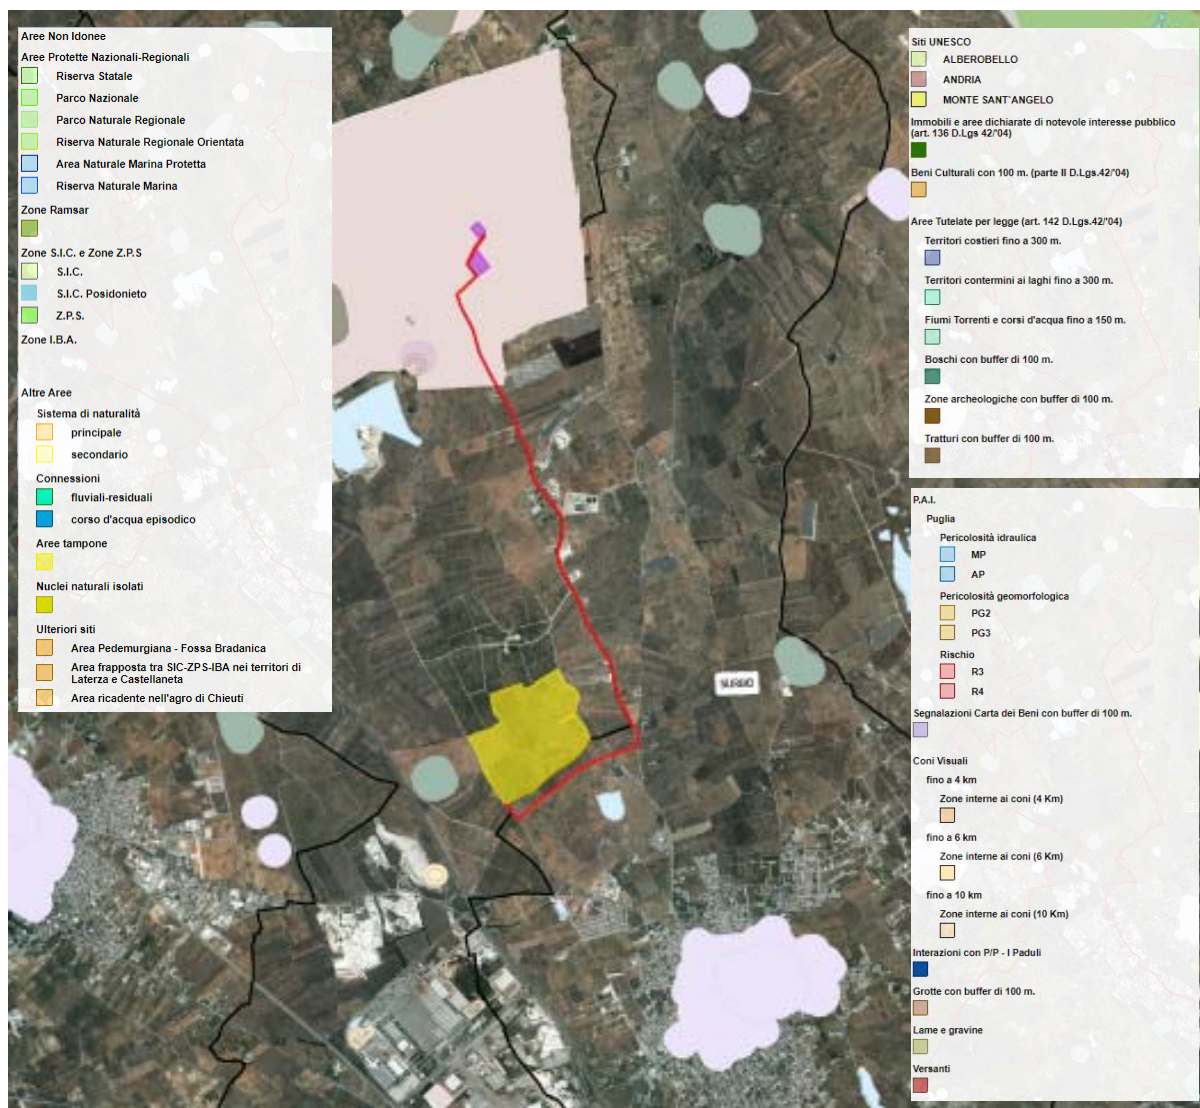 Aree Non Idonee
Aree Protette Nazionali-Regionali
Riserva Statale
Parco Nazionale
Parco Naturale Regionale
Riserva Naturale Regionale Orientata
Area Naturale Marina Protetta
Riserva Naturale Marina
Zone Ramsar
Zone S.I.C. e Zone Z.P.S
S.I.C.
S.I.C. Posidonieto
Z.P.S.
Zone I.B.A.
Altre Aree
Sistema di naturalità
principale
secondario
Connessioni
fluviali-residuali
corso d'acqua episodico
Aree tampone
Nuclei naturali isolati
Ulteriori siti
Area Pedemurgiana - Fossa Bradanica
Area frapposta tra SIC-ZPS-IBA nei territori di
Laterza e Castellaneta
Area ricadente nell'agro di Chieuti
SURBO
Siti UNESCO
ALBEROBELLO
ANDRIA
MONTE SANT'ANGELO
Immobili e aree dichiarate di notevole interesse pubblico
(art. 136 D.Lgs 42/'04)
Beni Culturali con 100 m. (parte II D.Lgs.42/'04)
Aree Tutelate per legge (art. 142 D.Lgs.42/'04)
Territori costieri fino a 300 m.
Territori contermini ai laghi fino a 300 m.
Fiumi Torrenti e corsi d'acqua fino a 150 m.
Boschi con buffer di 100 m.
Zone archeologiche con buffer di 100 m.
Tratturi con buffer di 100 m.
P.A.I.
Puglia
Pericolosità idraulica
MP
AP
Pericolosità geomorfologica
PG2
PG3
Rischio
R3
R4
Segnalazioni Carta dei Beni con buffer di 100 m.
Coni Visuali
fino a 4 km
Zone interne ai coni (4 Km)
fino a 6 km
Zone interne ai coni (6 Km)
fino a 10 km
Zone interne ai coni (10 Km)
Interazioni con P/P - I Paduli
Grotte con buffer di 100 m.
Lame e gravine
Versanti